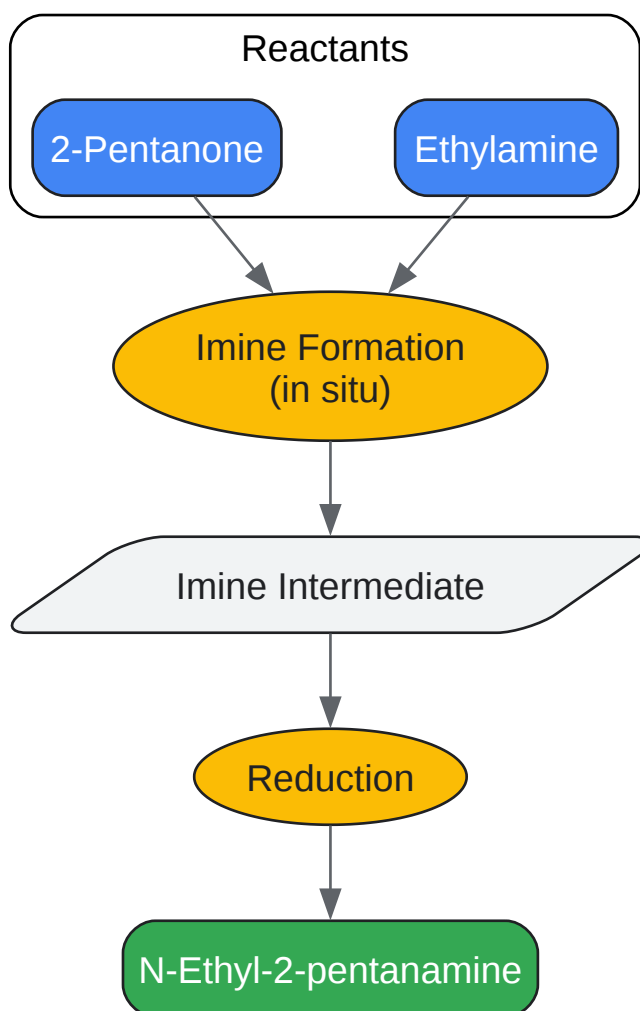 Reactants
2-Pentanone
Ethylamine
Imine Formation
(in situ)
Imine Intermediate
Reduction
N-Ethyl-2-pentanamine